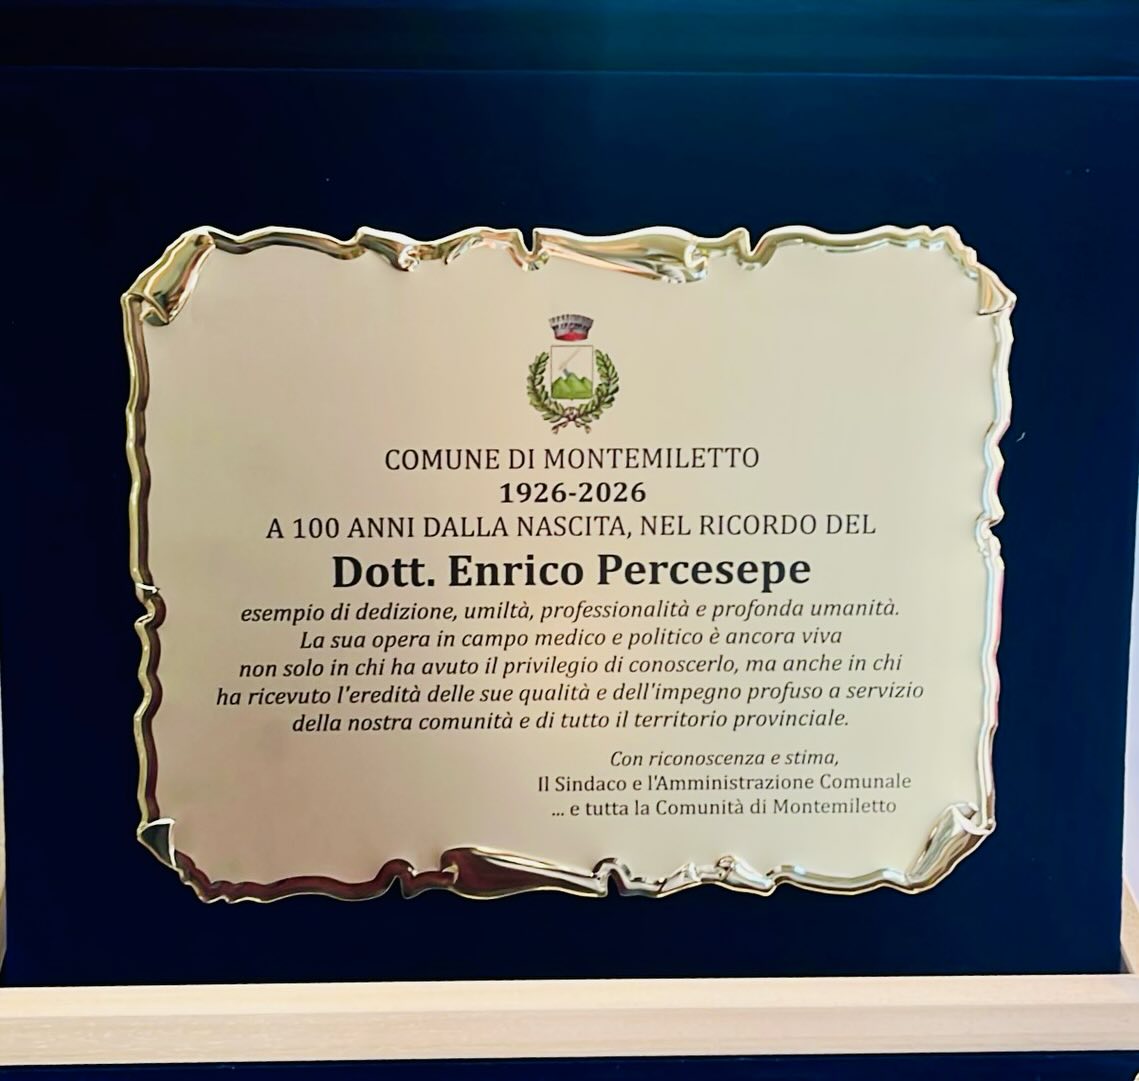 COMUNE DI MONTEMILETTO
1926-2026
A 100 ANNI DALLA NASCITA, NEL RICORDO DEL
Dott. Enrico Percesepe
esempio di dedizione, umiltà, professionalità e profonda umanità.
La sua opera in campo medico e politico è ancora viva
non solo in chi ha avuto il privilegio di conoscerlo, ma anche in chi
ha ricevuto l'eredità delle sue qualità e dell'impegno profuso a servizio
della nostra comunità e di tutto il territorio provinciale.
Con riconoscenza e stima,
Il Sindaco e l'Amministrazione Comunale
... e tutta la Comunità di Montemiletto